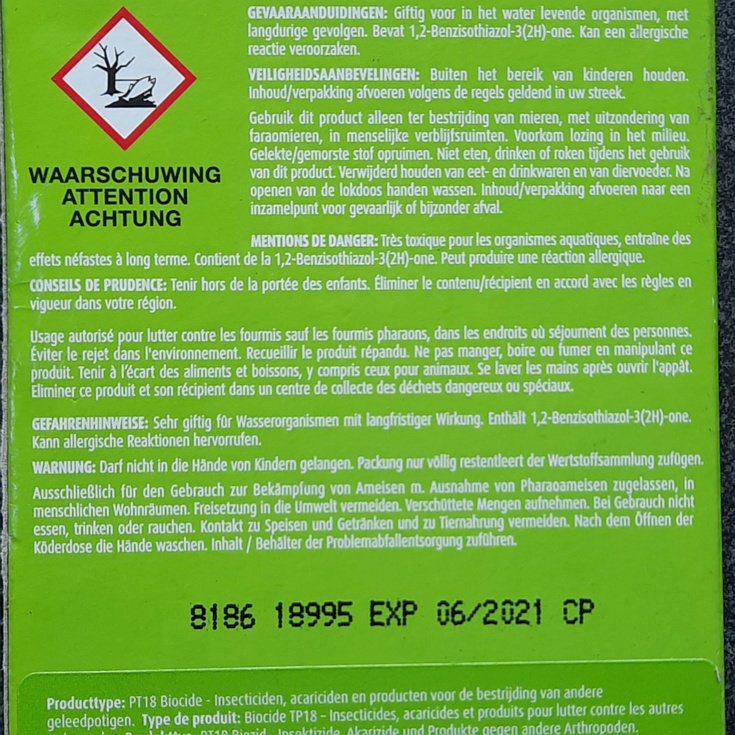 GEVAARAANDUIDINGEN: Giftig voor in het water levende organismen, met
langdurige gevolgen. Bevat 1,2-Benzisothiazol-3(2H)-one. Kan een allergische
reactie veroorzaken.
VEILIGHEIDSAANBEVELINGEN: Buiten het bereik van kinderen houden.
Inhoud/verpakking afvoeren volgens de regels geldend in uw streek.
Gebruik dit product alleen ter bestrijding van mieren, met uitzondering van
faraomieren, in menselijke verblijfsruimten. Voorkom lozing in het milieu.
Gelekte/gemorste stof opruimen. Niet eten, drinken of roken tijdens het gebruik
van dit product. Verwijderd houden van eet- en drinkwaren en van diervoeder. Na
openen van de lokdoos handen wassen. Inhoud/verpakking afvoeren naar een
inzamelpunt voor gevaarlijk of bijzonder afval.
WAARSCHUWING
ATTENTION
ACHTUNG
MENTIONS DE DANGER: Très toxique pour les organismes aquatiques, entraîne des
effets néfastes à long terme. Contient de la 1,2-Benzisothiazol-3(2H)-one. Peut produire une réaction allergique.
CONSEILS DE PRUDENCE: Tenir hors de la portée des enfants. Éliminer le contenu/récipient en accord avec les règles en
vigueur dans votre région.
Usage autorisé pour lutter contre les fourmis sauf les fourmis pharaons, dans les endroits où séjournent des personnes.
Éviter le rejet dans l'environnement. Recueillir le produit répandu. Ne pas manger, boire ou fumer en manipulant ce
produit. Tenir à l'écart des aliments et boissons, y compris ceux pour animaux. Se laver les mains après ouvrir l'appât.
Eliminer ce produit et son récipient dans un centre de collecte des déchets dangereux ou spéciaux.
GEFAHRENHINWEISE: Sehr giftig für Wasserorganismen mit langfristiger Wirkung. Enthält 1,2-Benzisothiazol-3(2H)-one.
Kann allergische Reaktionen hervorrufen.
WARNUNG: Darf nicht in die Hände von Kindern gelangen. Packung nur völlig restentleert der Wertstoffsammlung zufügen.
Ausschließlich für den Gebrauch zur Bekämpfung von Ameisen m. Ausnahme von Pharaoameisen zugelassen, in
menschlichen Wohnräumen. Freisetzung in die Umwelt vermeiden. Verschüttete Mengen aufnehmen. Bei Gebrauch nicht
essen, trinken oder rauchen. Kontakt zu Speisen und Getränken und zu Tiernahrung vermeiden. Nach dem Öffnen der
Köderdose die Hände waschen. Inhalt / Behälter der Problemabfallentsorgung zuführen.
8186 18995 EXP 06/2021 CP
Producttype: PT18 Biocide - Insecticiden, acariciden en producten voor de bestrijding van andere
geleedpotigen. Type de produit: Biocide TP18 – Insecticides, acaricides et produits pour lutter contre les autres
PT18 Biozid - Insektizide, Akarizide und Produkte gegen andere Arthropoden.